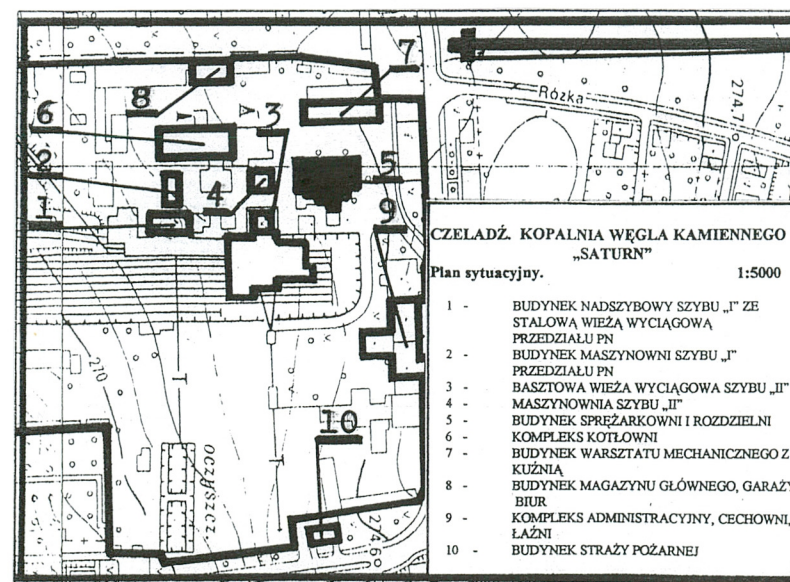 7
8
6
3
2
4
5
1
9
10
Różka
274.7
270
OCZYSZCZ.
274.6
CZELADŹ. KOPALNIA WĘGLA KAMIENNEGO
„SATURN”
Plan sytuacyjny. 1:5000
1 - BUDYNEK NADSZYBOWY SZYBU „I” ZE
STALOWĄ WIEŻĄ WYCIĄGOWĄ
PRZEDZIAŁU PN
2 - BUDYNEK MASZYNOWNI SZYBU „I”
PRZEDZIAŁU PN
3 - BASZTOWA WIEŻA WYCIĄGOWA SZYBU „II”
4 - MASZYNOWNIA SZYBU „II”
5 - BUDYNEK SPRĘŻARKOWNI I ROZDZIELNI
6 - KOMPLEKS KOTŁOWNI
7 - BUDYNEK WARSZTATU MECHANICZNEGO Z
KUŹNIĄ
8 - BUDYNEK MAGAZYNU GŁÓWNEGO, GARAŻY
BIUR
9 - KOMPLEKS ADMINISTRACYJNY, CECHOWNI,
ŁAŹNI
10 - BUDYNEK STRAŻY POŻARNEJ